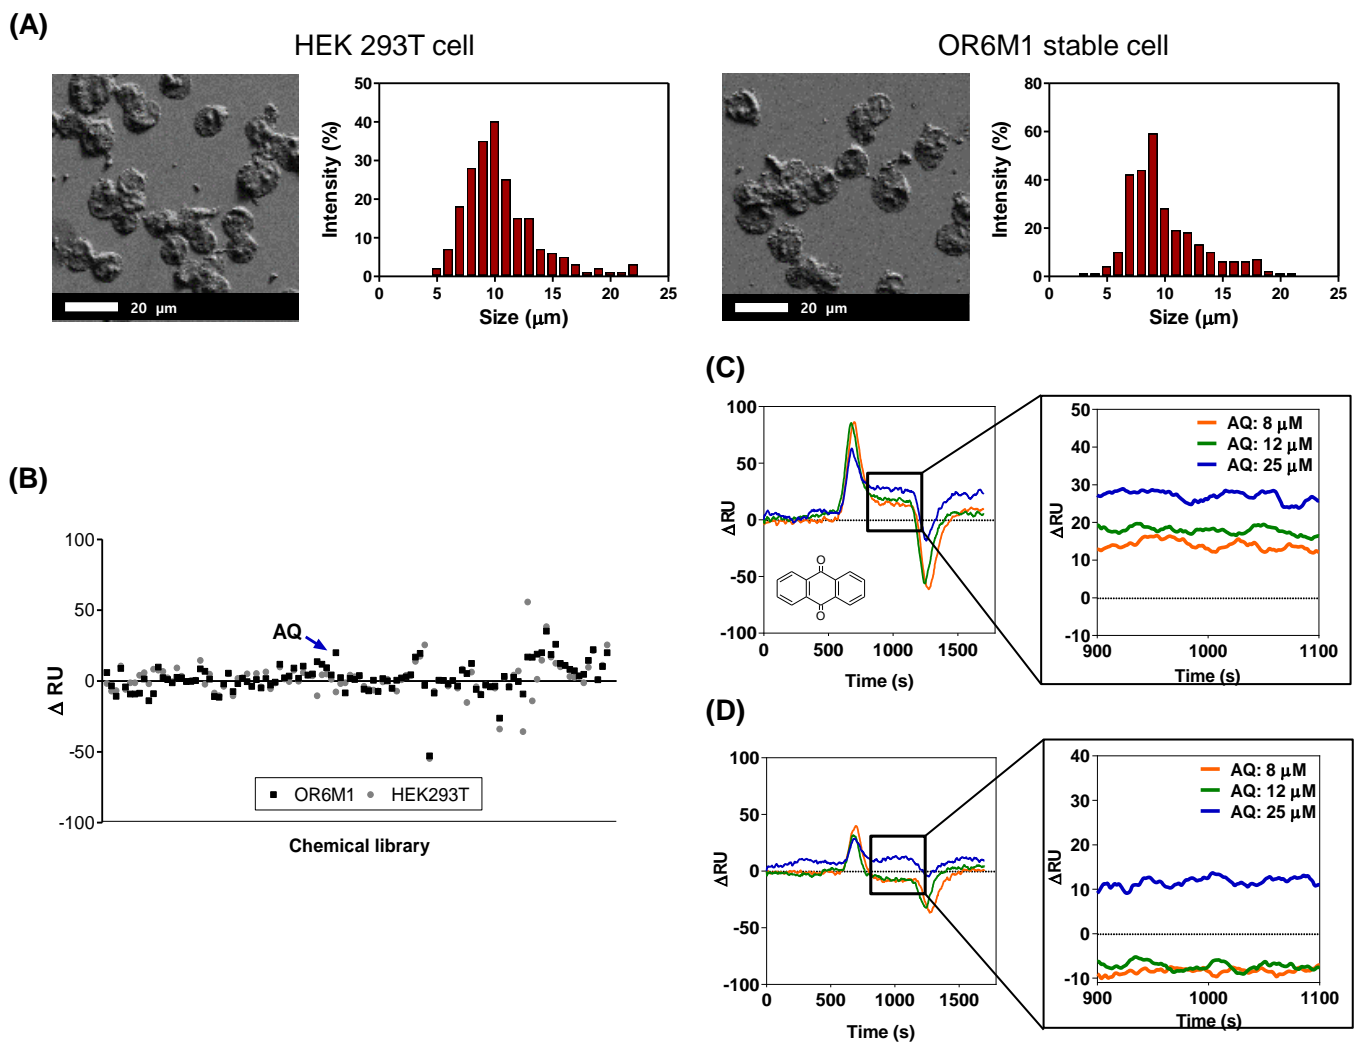 (A)
HEK 293T cell
OR6M1 stable cell
20 μm
Intensity (%)
50
40
30
20
10
0
0 5 10 15 20 25
Size (μm)
20 μm
Intensity (%)
80
60
40
20
0
0 5 10 15 20 25
Size (μm)
(B)
Δ RU
100
50
0
-50
-100
AQ
OR6M1 HEK293T
Chemical library
(C)
ΔRU
100
50
0
-50
-100
O
O
0 500 1000 1500
Time (s)
ΔRU
50
40
30
20
10
0
-10
AQ: 8 μM
AQ: 12 μM
AQ: 25 μM
900 1000 1100
Time (s)
(D)
ΔRU
100
50
0
-50
-100
0 500 1000 1500
Time (s)
ΔRU
40
30
20
10
0
-10
AQ: 8 μM
AQ: 12 μM
AQ: 25 μM
900 1000 1100
Time (s)